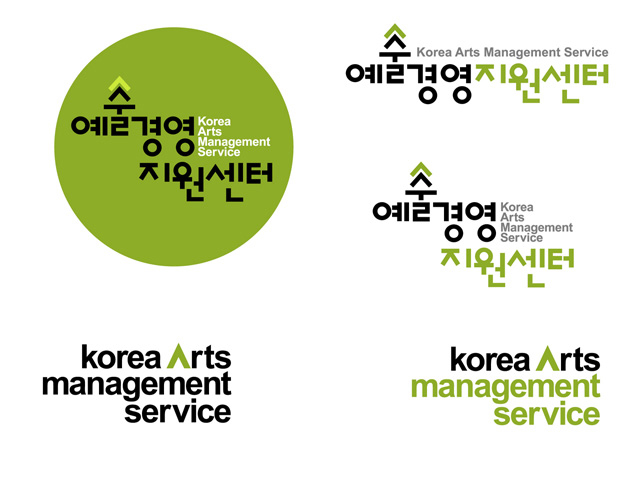 예술경영
Korea
Arts
Management
Service
지원센터
Korea Arts Management Service
예술경영지원센터
예술경영
Korea
Arts
Management
Service
지원센터
korea Arts
management
service
korea Arts
management
service